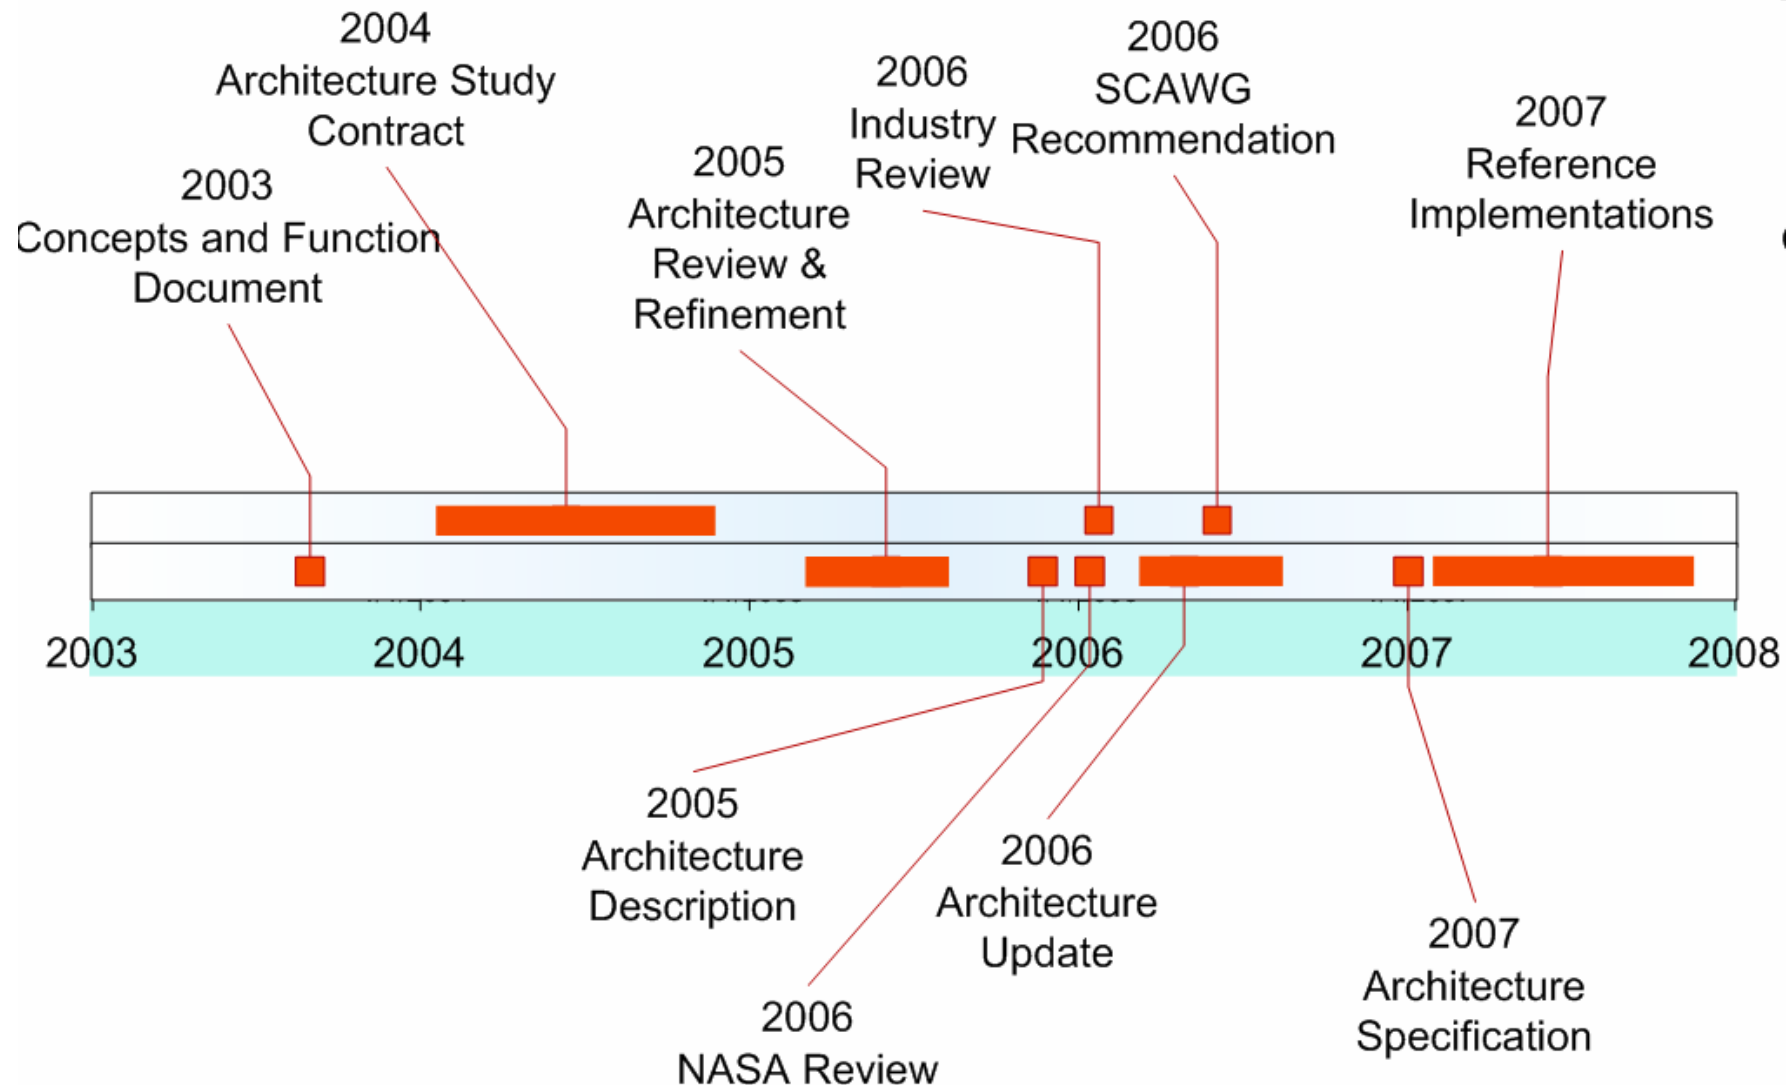 2004
Architecture Study
Contract
2003
Concepts and Function
Document
2005
Architecture
Review &
Refinement
2006
Industry
Review
2006
SCAWG
Recommendation
2007
Reference
Implementations
2003
2004
2005
2006
2007
2008
2005
Architecture
Description
2006
NASA Review
2006
Architecture
Update
2007
Architecture
Specification